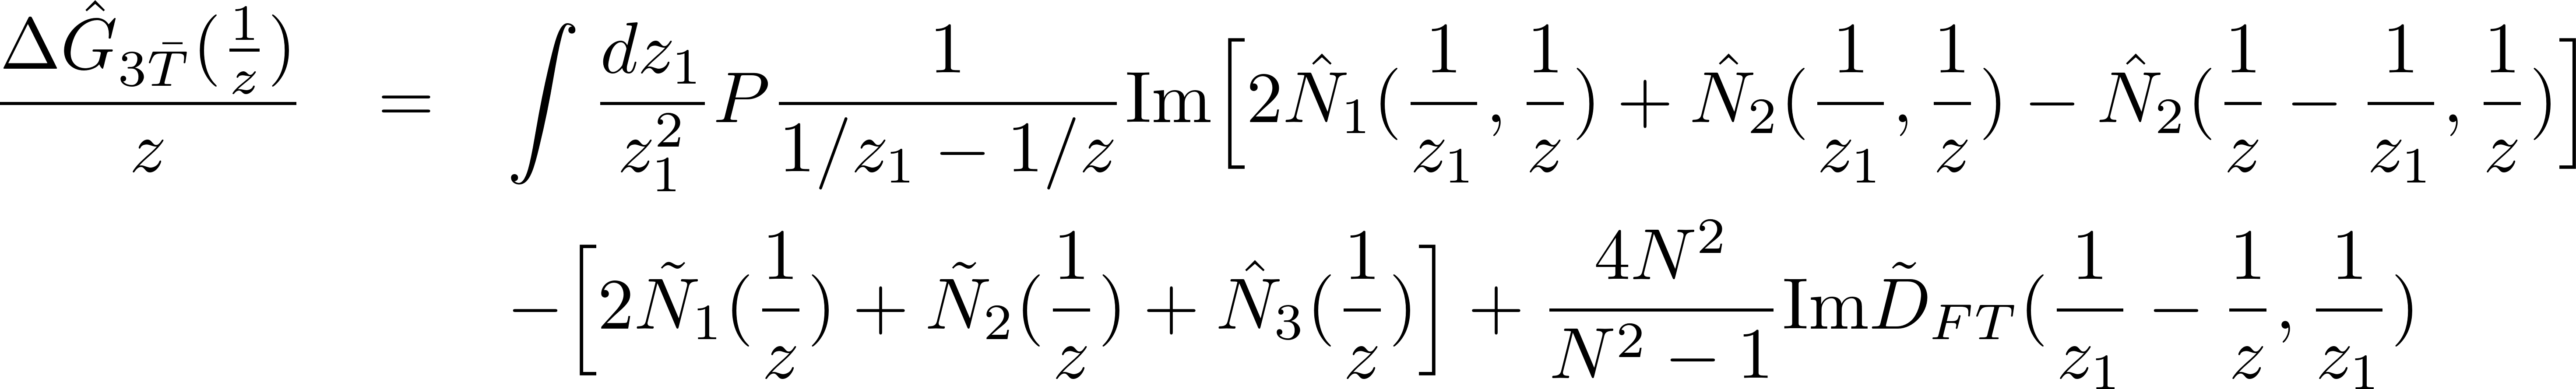 \frac{\Delta\hat{G}_{3\bar{T}}(\frac{1}{z})}{z} = \int \frac{dz_1}{z_1^2} P \frac{1}{1/z_1 - 1/z} \mathrm{Im}\Big[ 2\hat{N}_1(\frac{1}{z_1}, \frac{1}{z}) + \hat{N}_2(\frac{1}{z_1}, \frac{1}{z}) - \hat{N}_2(\frac{1}{z} - \frac{1}{z_1}, \frac{1}{z}) \Big]
- \Big[ 2\tilde{N}_1(\frac{1}{z}) + \tilde{N}_2(\frac{1}{z}) + \hat{N}_3(\frac{1}{z}) \Big] + \frac{4N^2}{N^2 - 1} \mathrm{Im}\tilde{D}_{FT}(\frac{1}{z_1} - \frac{1}{z}, \frac{1}{z_1})